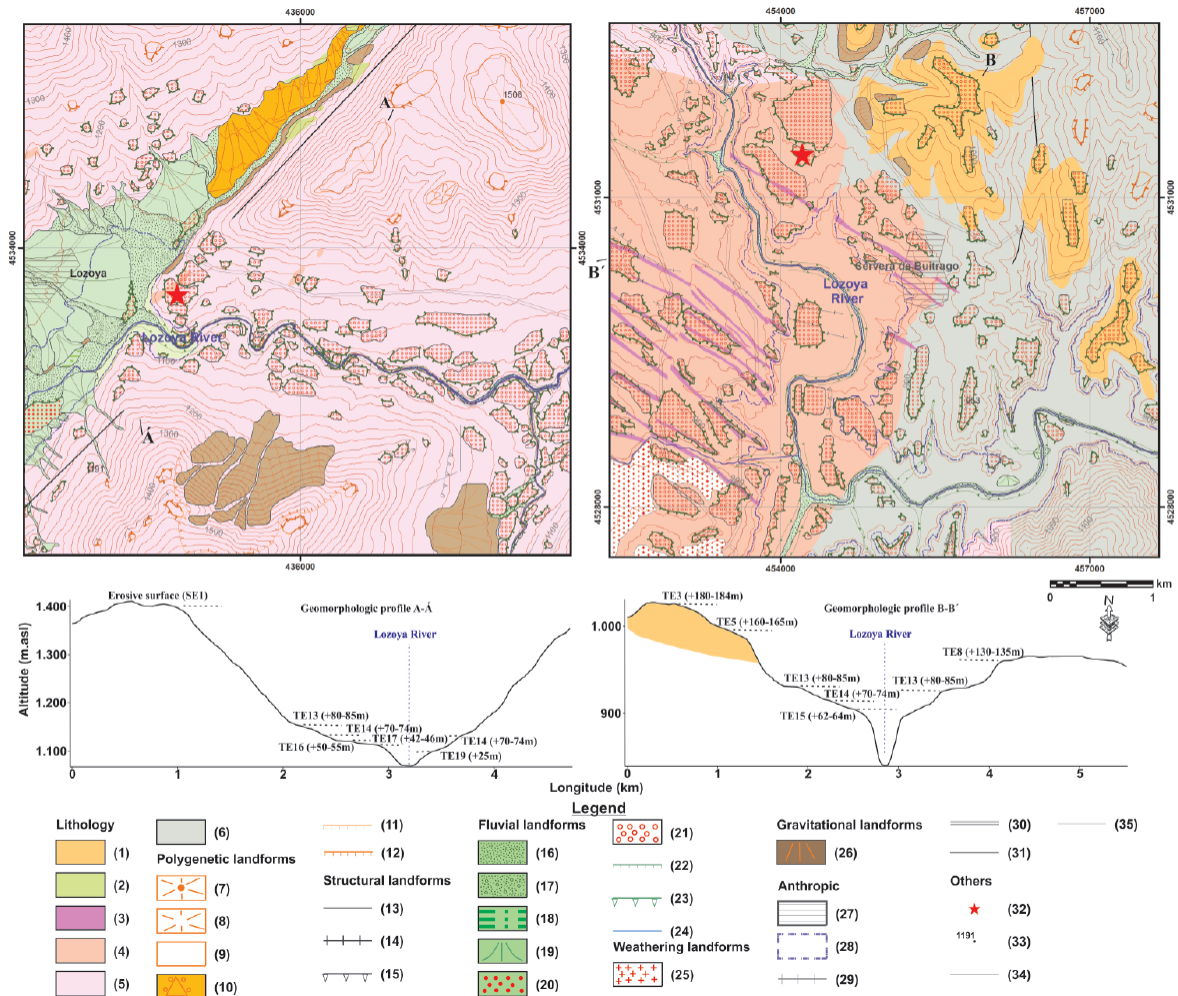 436000
454000
457000
1400
1300
1506
A
B
1300
4531000
4534000
4534000
4531000
Lozoya
B´
Cervera de Buitrago
Lozoya
River
Lozoya River
Á
1300
4528000
4528000
436000
454000
457000
km
0
1
N
Erosive surface (SE1)
Geomorphologic profile A-Á
Lozoya River
1.400
1.300
1.200
1.100
Altitude (m.asl)
TE13 (+80-85m)
TE14 (+70-74m)
TE17 (+42-46m)
TE14 (+70-74m)
TE16 (+50-55m)
TE19 (+25m)
0
1
2
3
4
TE3 (+180-184m)
Geomorphologic profile B-B´
TE5 (+160-165m)
Lozoya River
1.000
TE8 (+130-135m)
TE13 (+80-85m)
TE13 (+80-85m)
TE14 (+70-74m)
TE15 (+62-64m)
900
0
1
2
3
4
5
Longitude (km)
Legend
Lithology
(1)
(2)
(3)
(4)
(5)
(6)
Polygenetic landforms
(7)
(8)
(9)
(10)
(11)
(12)
Structural landforms
(13)
(14)
(15)
Fluvial landforms
(16)
(17)
(18)
(19)
(20)
(21)
(22)
(23)
(24)
Weathering landforms
(25)
Gravitational landforms
(26)
Anthropic
(27)
(28)
(29)
(30)
(31)
Others
(32)
1191
(33)
(34)
(35)